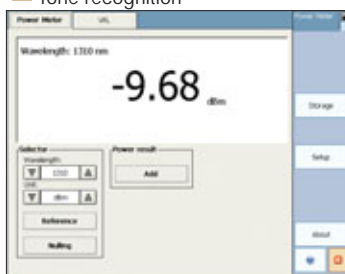 Tone recognition
Power Meter
VFL
Power Meter
Wavelength: 1310 nm
-9.68 dBm
Storage
Selector
Power result
Wavelength:
1310
Add
Setup
Unit:
dBm
Reference
Nulling
About